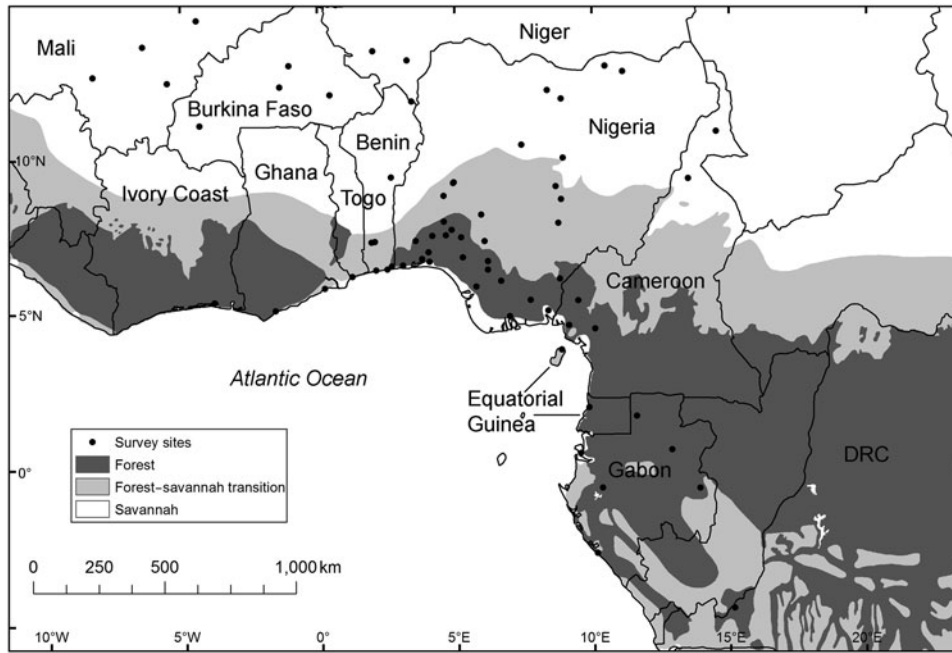 Mali
Niger
Burkina Faso
Benin
Nigeria
10°N
Ivory Coast
Ghana
Togo
Cameroon
5°N
Atlantic Ocean
Equatorial
Guinea
Survey sites
Forest
Forest–savannah transition
Savannah
0°
Gabon
DRC
0 250 500 1,000 km
10°W 5°W 0° 5°E 10°E 15°E 20°E